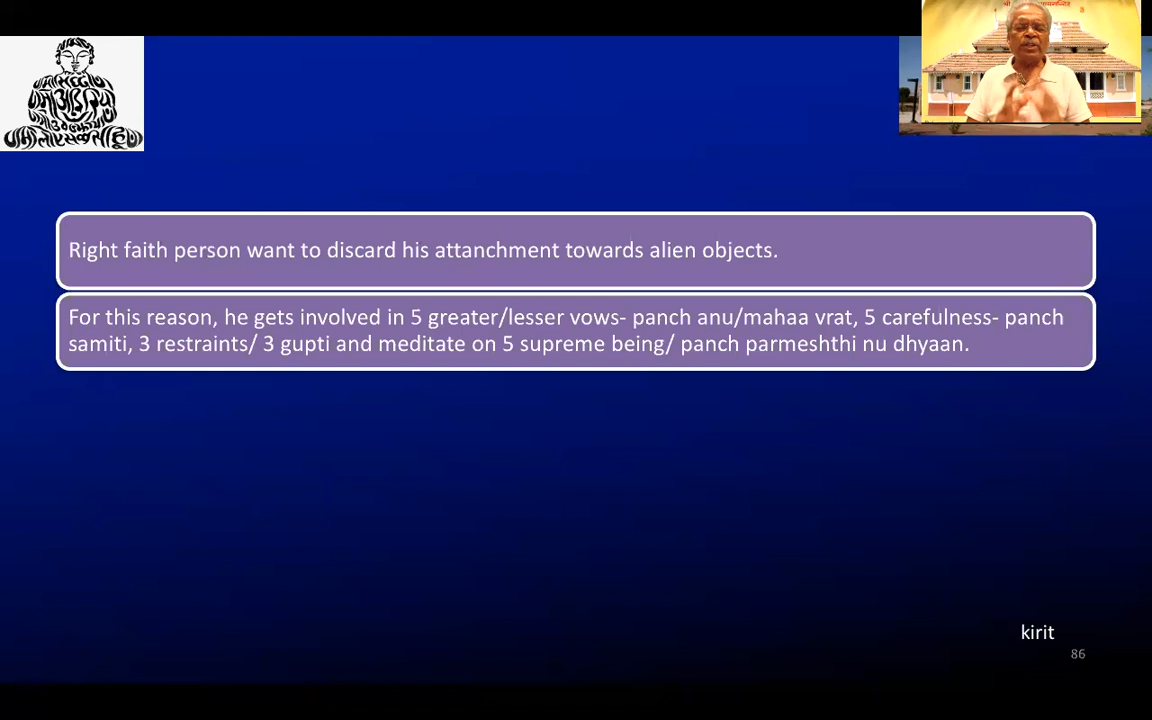 Right faith person want to discard his attanchment towards alien objects.
For this reason, he gets involved in 5 greater/lesser vows- panch anu/mahaa vrat, 5 carefulness- panch
samiti, 3 restraints/ 3 gupti and meditate on 5 supreme being/ panch parmeshthi nu dhyaan.
kirit
86